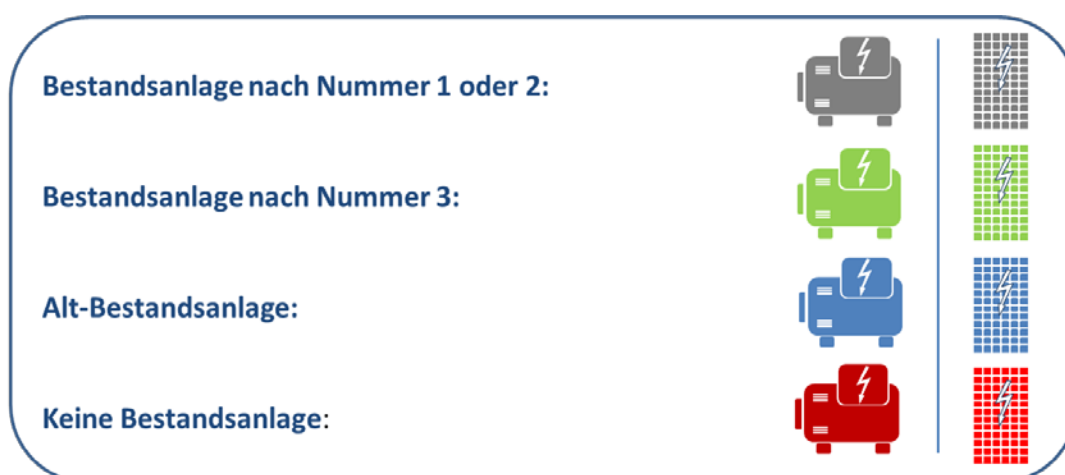 Bestandsanlage nach Nummer 1 oder 2:
Bestandsanlage nach Nummer 3:
Alt-Bestandsanlage:
Keine Bestandsanlage: